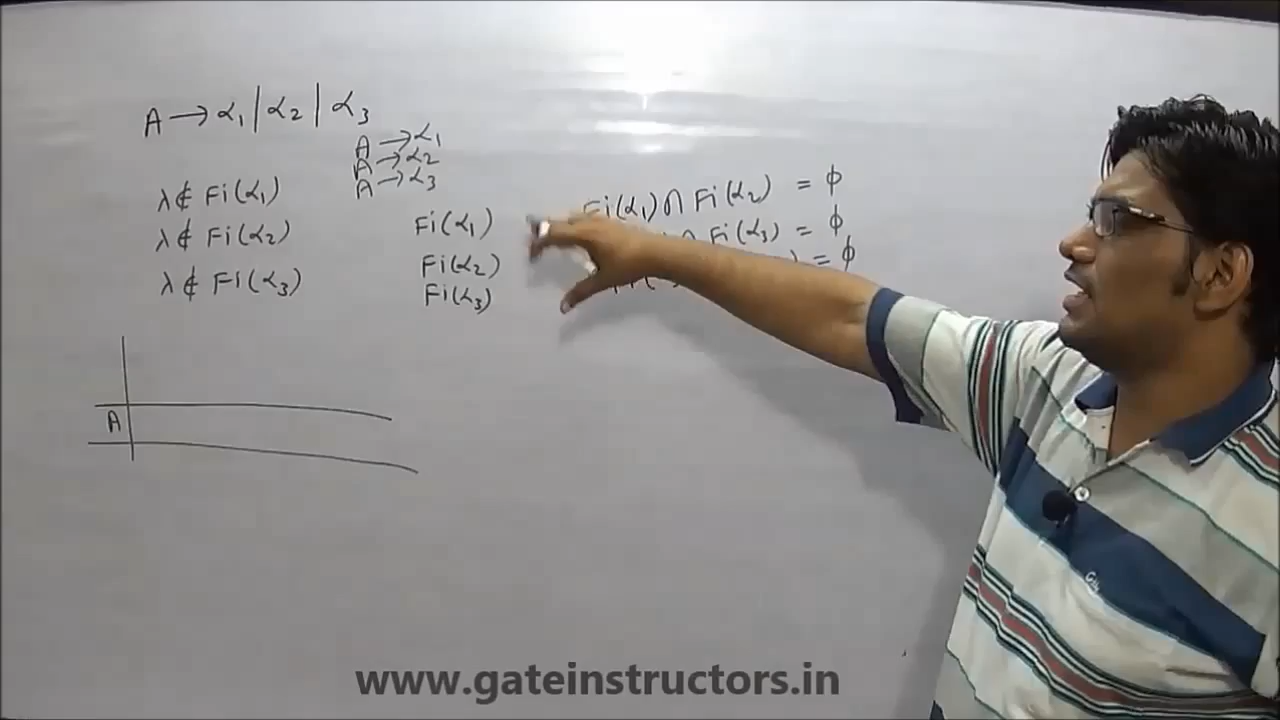 A → α₁ | α₂ | α₃
A → α₁
A → α₂
A → α₃
λ ∉ Fi(α₁)
λ ∉ Fi(α₂)
λ ∉ Fi(α₃)
Fi(α₁)
Fi(α₂)
Fi(α₃)
Fi(α₁) ∩ Fi(α₂) = ϕ
∩ Fi(α₃) = ϕ
) = ϕ
A
www.gateinstructors.in